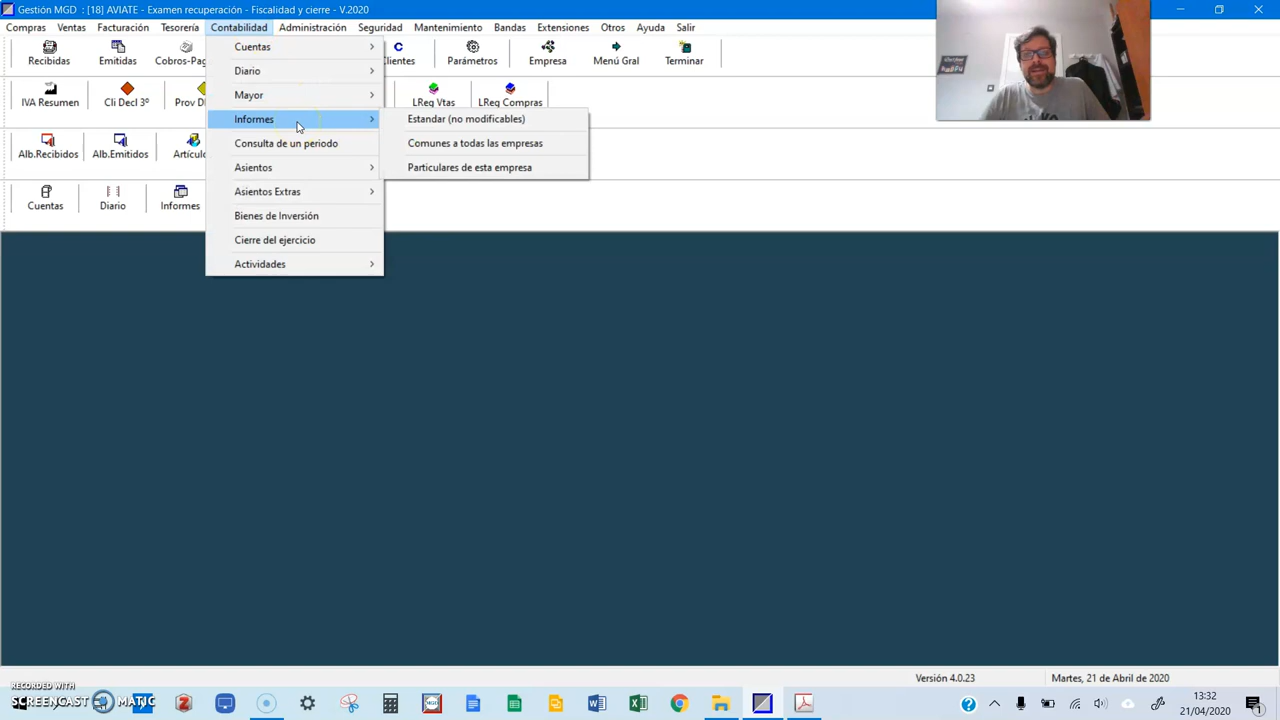 Gestión MGD : [18] AVIATE - Examen recuperación - Fiscalidad y cierre - V.2020
Compras Ventas Facturación Tesorería Contabilidad Administración Seguridad Mantenimiento Bandas Extensiones Otros Ayuda Salir
Recibidas Emitidas Cobros-Pag Clientes Parámetros Empresa Menú Gral Terminar
IVA Resumen Cli Decl 3º Prov D LReg Vtas LReg Compras
Alb.Recibidos Alb.Emitidos Artícul
Cuentas Diario Informes
Cuentas
Diario
Mayor
Informes
Consulta de un periodo
Asientos
Asientos Extras
Bienes de Inversión
Cierre del ejercicio
Actividades
Estandar (no modificables)
Comunes a todas las empresas
Particulares de esta empresa
Versión 4.0.23
Martes, 21 de Abril de 2020
RECORDED WITH
SCREENCAST MATIC
13:32
21/04/2020